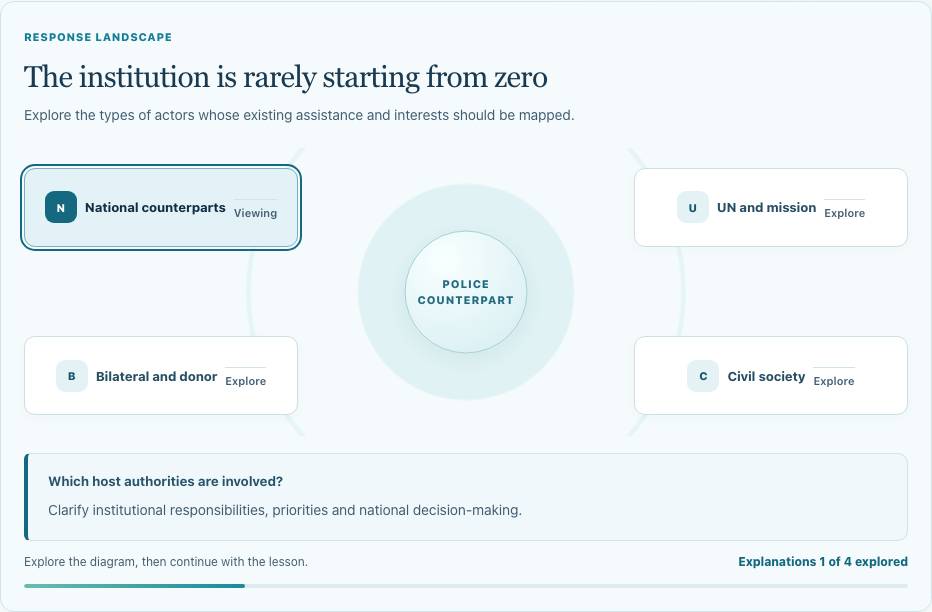 RESPONSE LANDSCAPE
The institution is rarely starting from zero
Explore the types of actors whose existing assistance and interests should be mapped.
N National counterparts Viewing
U UN and mission Explore
POLICE
COUNTERPART
B Bilateral and donor Explore
C Civil society Explore
Which host authorities are involved?
Clarify institutional responsibilities, priorities and national decision-making.
Explore the diagram, then continue with the lesson. Explanations 1 of 4 explored